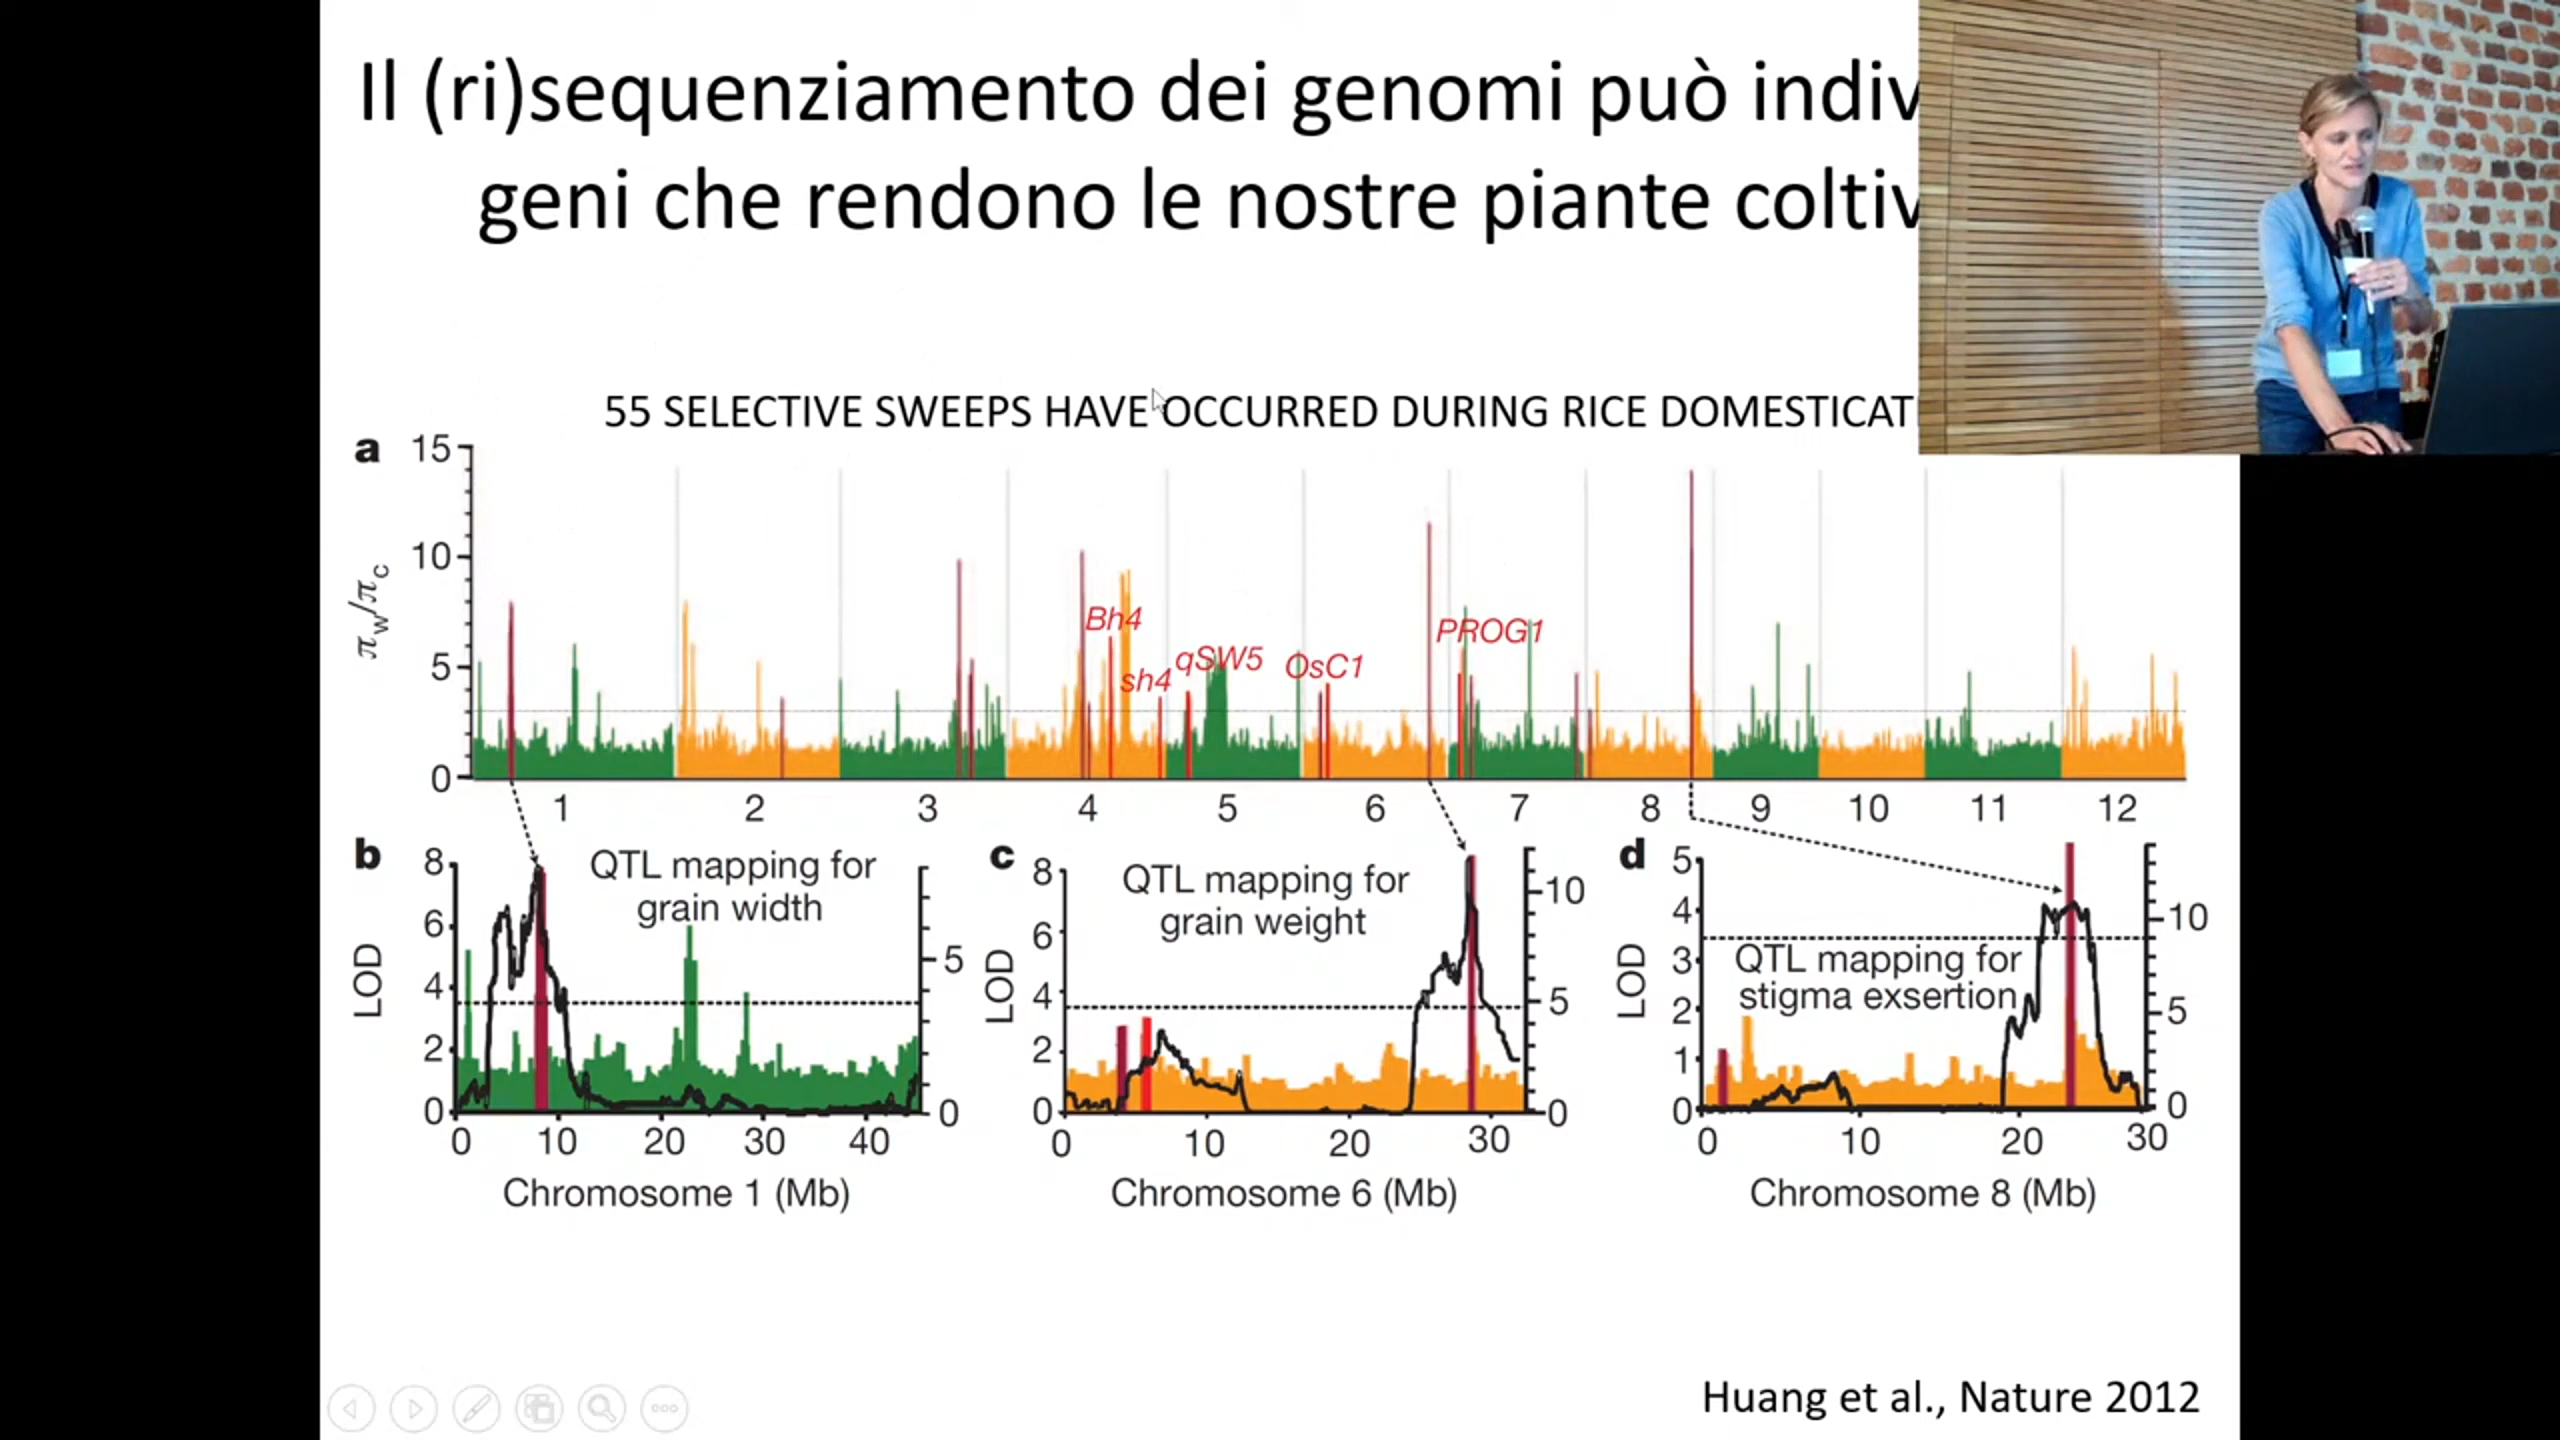 Il (ri)sequenziamento dei genomi può indiv
geni che rendono le nostre piante coltiv
55 SELECTIVE SWEEPS HAVE OCCURRED DURING RICE DOMESTICAT
a
15
10
5
0
πw/πc
Bh4
sh4
qSW5
OsC1
PROG1
1 2 3 4 5 6 7 8 9 10 11 12
b
QTL mapping for
grain width
LOD
8
6
4
2
0
5
0
0 10 20 30 40
Chromosome 1 (Mb)
c
QTL mapping for
grain weight
LOD
8
6
4
2
0
10
5
0
0 10 20 30
Chromosome 6 (Mb)
d
QTL mapping for
stigma exsertion
LOD
5
4
3
2
1
0
10
5
0
0 10 20 30
Chromosome 8 (Mb)
Huang et al., Nature 2012